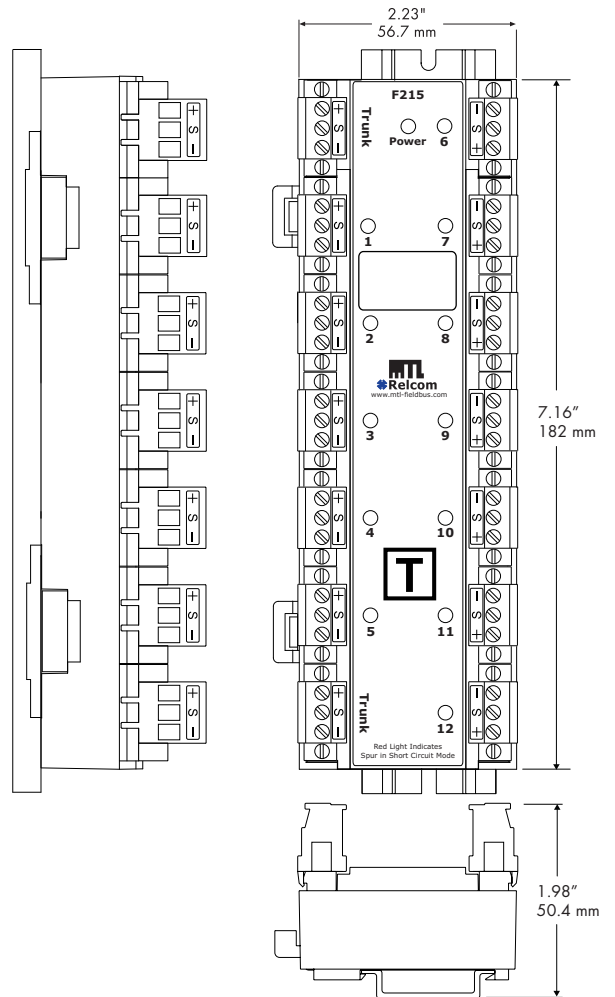 2.23"
56.7 mm
F215
Trunk
Power
6
+ S −
− S +
+ S −
1
7
+ S −
− S +
+ S −
2
8
+ S −
− S +
+ S −
MTL
Relcom
www.mtl-fieldbus.com
7.16"
182 mm
3
9
+ S −
− S +
+ S −
4
10
+ S −
− S +
+ S −
T
5
11
+ S −
− S +
+ S −
Trunk
12
+ S −
− S +
+ S −
Red Light Indicates
Spur in Short Circuit Mode
1.98"
50.4 mm